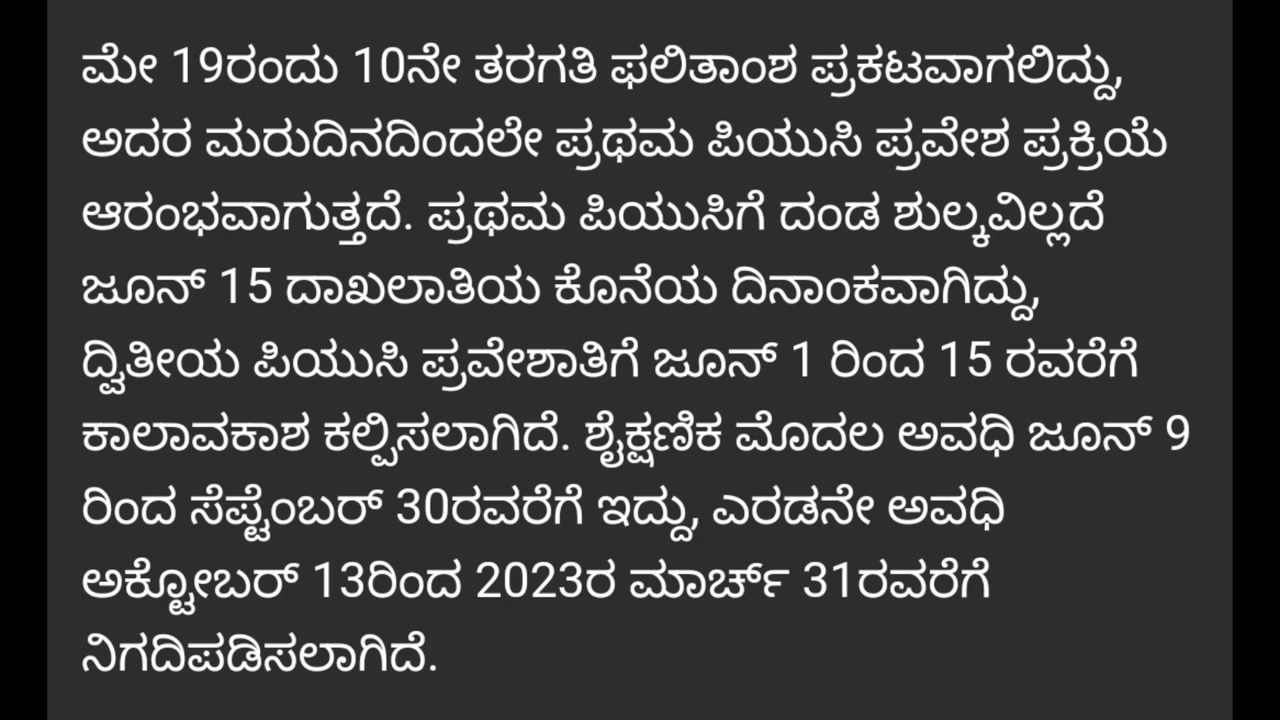 ಮೇ 19ರಂದು 10ನೇ ತರಗತಿ ಫಲಿತಾಂಶ ಪ್ರಕಟವಾಗಲಿದ್ದು,
ಅದರ ಮರುದಿನದಿಂದಲೇ ಪ್ರಥಮ ಪಿಯುಸಿ ಪ್ರವೇಶ ಪ್ರಕ್ರಿಯೆ
ಆರಂಭವಾಗುತ್ತದೆ. ಪ್ರಥಮ ಪಿಯುಸಿಗೆ ದಂಡ ಶುಲ್ಕವಿಲ್ಲದೆ
ಜೂನ್ 15 ದಾಖಲಾತಿಯ ಕೊನೆಯ ದಿನಾಂಕವಾಗಿದ್ದು,
ದ್ವಿತೀಯ ಪಿಯುಸಿ ಪ್ರವೇಶಾತಿಗೆ ಜೂನ್ 1 ರಿಂದ 15 ರವರೆಗೆ
ಕಾಲಾವಕಾಶ ಕಲ್ಪಿಸಲಾಗಿದೆ. ಶೈಕ್ಷಣಿಕ ಮೊದಲ ಅವಧಿ ಜೂನ್ 9
ರಿಂದ ಸೆಪ್ಟೆಂಬರ್ 30ರವರೆಗೆ ಇದ್ದು, ಎರಡನೇ ಅವಧಿ
ಅಕ್ಟೋಬರ್ 13ರಿಂದ 2023ರ ಮಾರ್ಚ್ 31ರವರೆಗೆ
ನಿಗದಿಪಡಿಸಲಾಗಿದೆ.